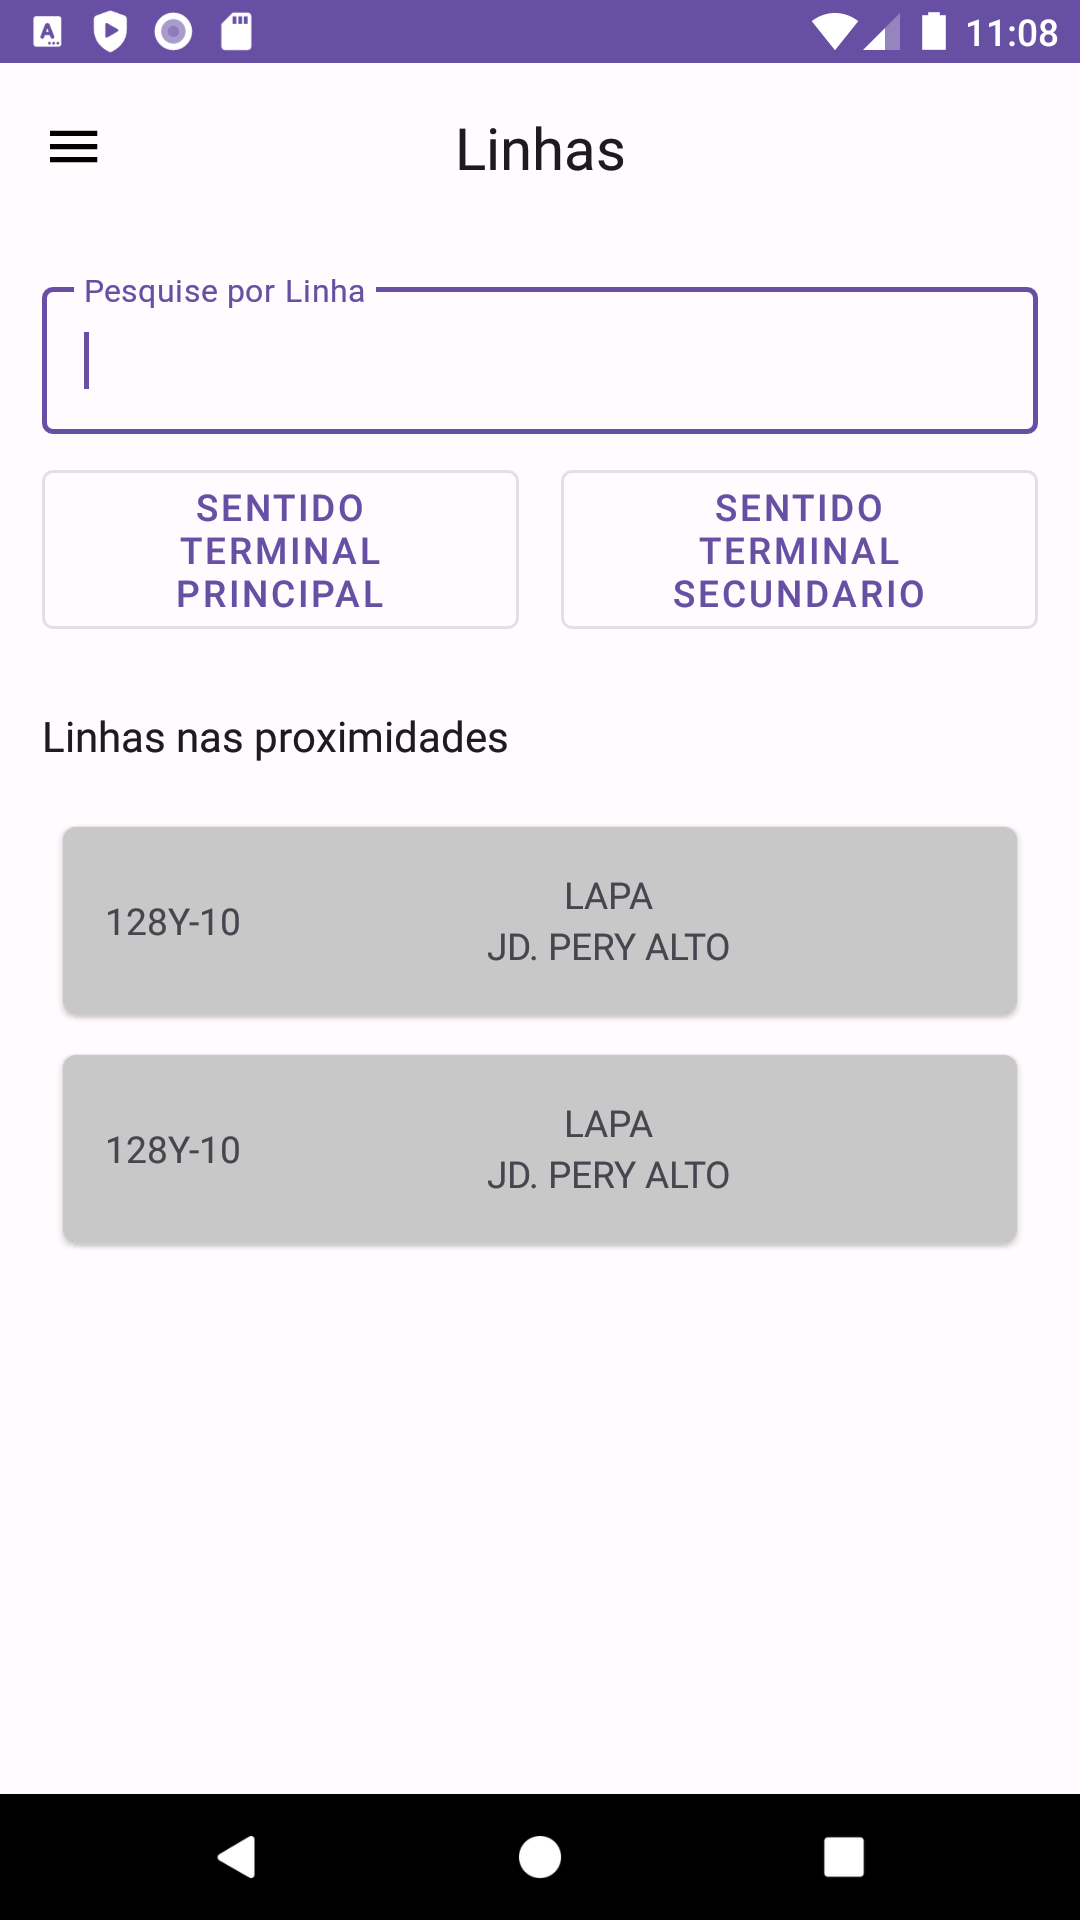 11:08
Linhas
Pesquise por Linha
SENTIDO
TERMINAL
PRINCIPAL
SENTIDO
TERMINAL
SECUNDARIO
Linhas nas proximidades
128Y-10
LAPA
JD. PERY ALTO
128Y-10
LAPA
JD. PERY ALTO